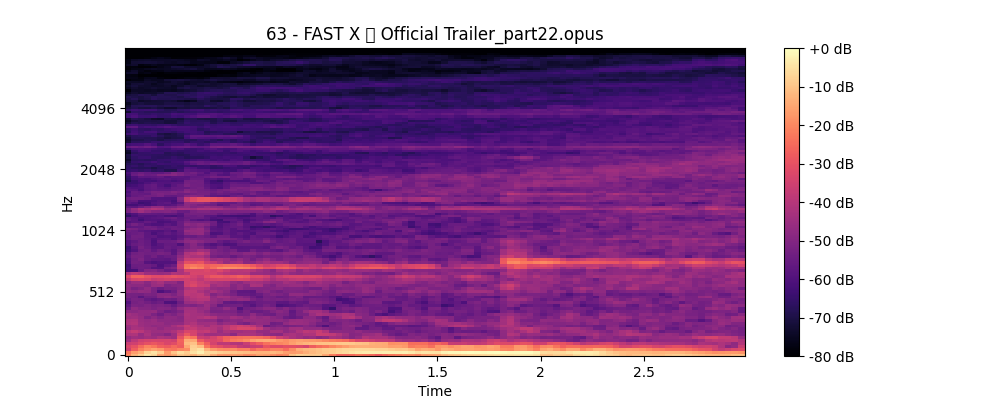 63 - FAST X ▯ Official Trailer_part22.opus
Hz
4096
2048
1024
512
0
0
0.5
1
1.5
2
2.5
Time
+0 dB
-10 dB
-20 dB
-30 dB
-40 dB
-50 dB
-60 dB
-70 dB
-80 dB